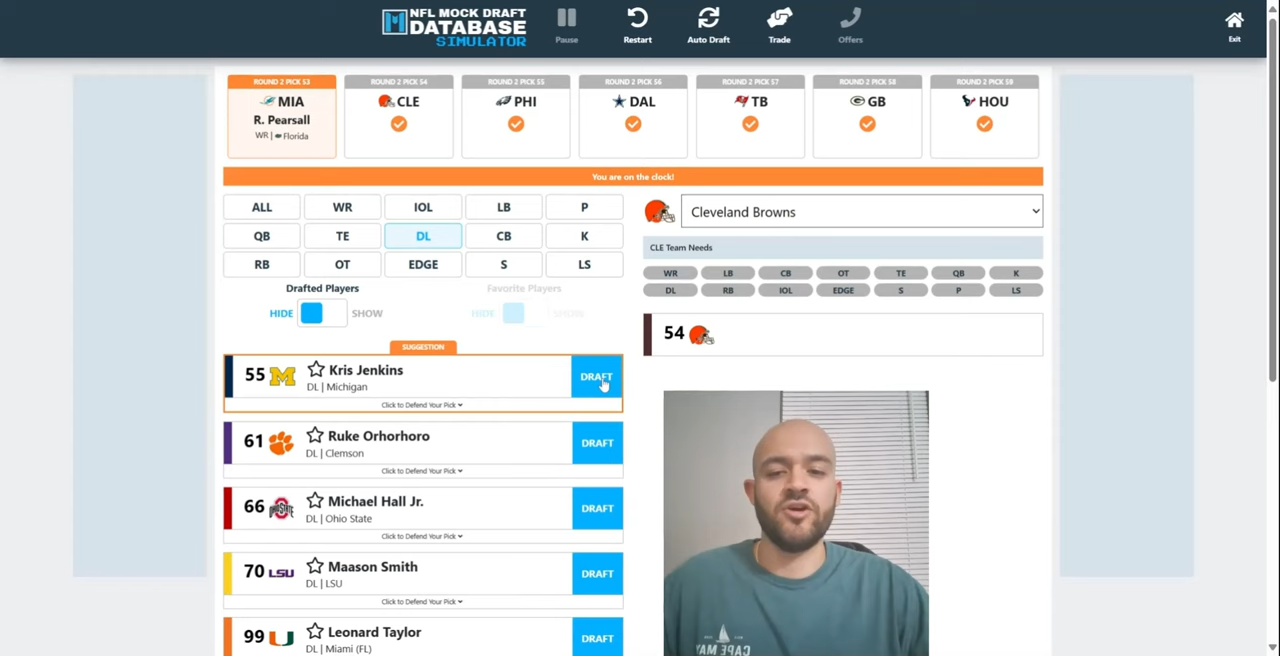 NFL MOCK DRAFT
DATABASE
SIMULATOR
Pause
Restart
Auto Draft
Trade
Offers
Exit
ROUND 2 PICK 53
MIA
R. Pearsall
WR | Florida
ROUND 2 PICK 54
CLE
ROUND 2 PICK 55
PHI
ROUND 2 PICK 56
DAL
ROUND 2 PICK 57
TB
ROUND 2 PICK 58
GB
ROUND 2 PICK 59
HOU
You are on the clock!
ALL WR IOL LB P
QB TE DL CB K
RB OT EDGE S LS
Drafted Players
HIDE SHOW
Favorite Players
HIDE SHOW
SUGGESTION
55 Kris Jenkins
DL | Michigan
DRAFT
Click to Defend Your Pick
61 Ruke Orhorhoro
DL | Clemson
DRAFT
Click to Defend Your Pick
66 OHIO STATE Michael Hall Jr.
DL | Ohio State
DRAFT
Click to Defend Your Pick
70 LSU Maason Smith
DL | LSU
DRAFT
Click to Defend Your Pick
99 Leonard Taylor
DL | Miami (FL)
DRAFT
Cleveland Browns
CLE Team Needs
WR LB CB OT TE QB K
DL RB IOL EDGE S P LS
54
CAPE MAY